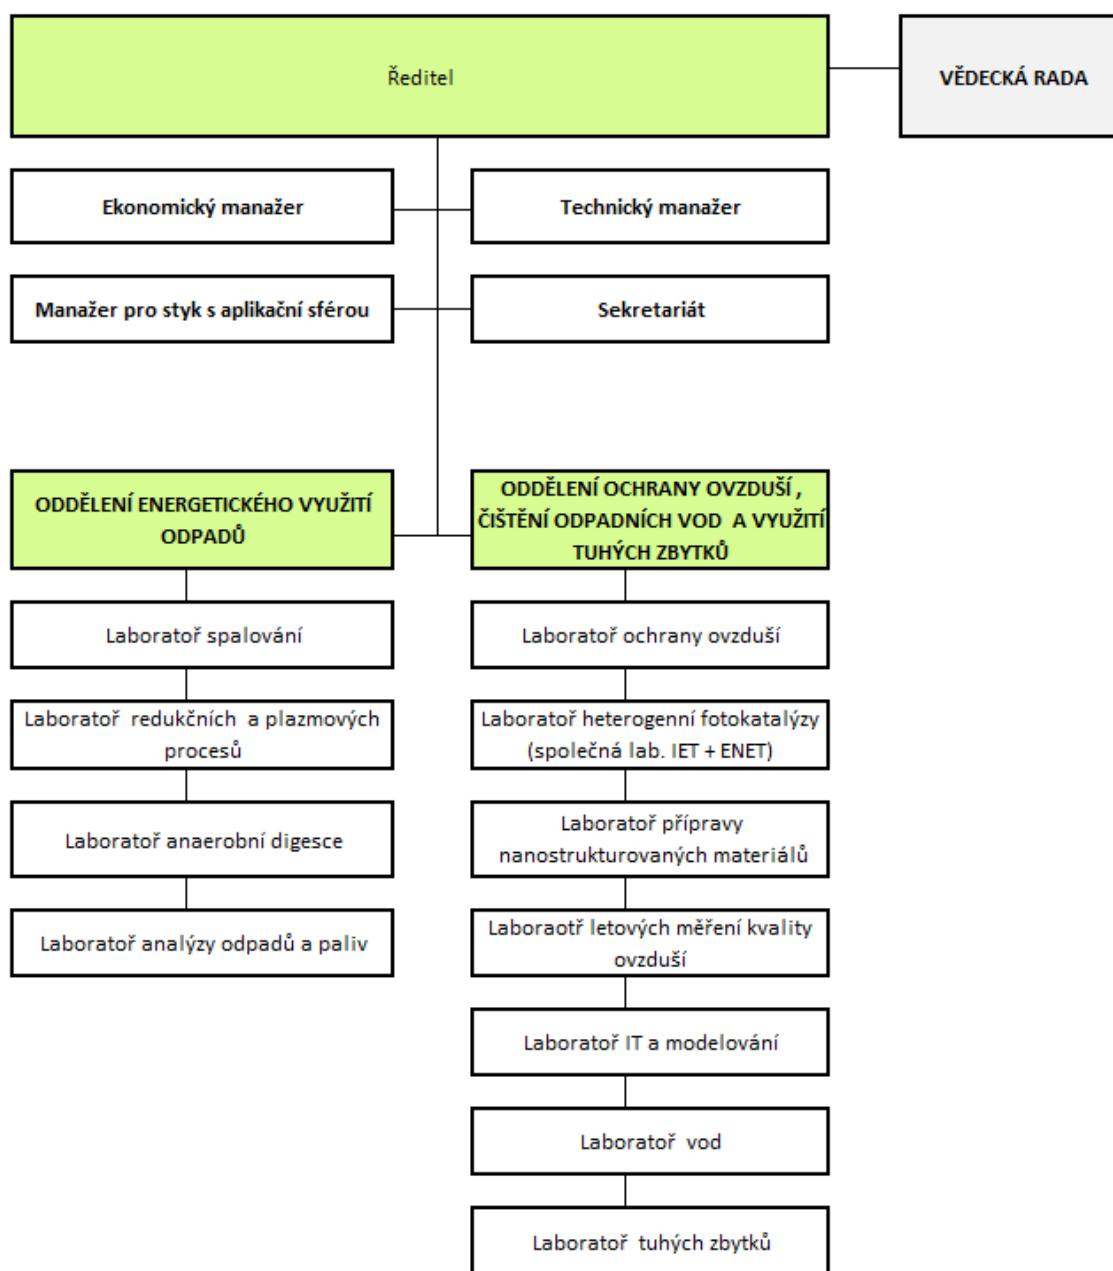 Ředitel
VĚDECKÁ RADA
Ekonomický manažer
Technický manažer
Manažer pro styk s aplikační sférou
Sekretariát
ODDĚLENÍ ENERGETICKÉHO VYUŽITÍ
ODPADŮ
ODDĚLENÍ OCHRANY OVZDUŠÍ ,
ČIŠTĚNÍ ODPADNÍCH VOD  A VYUŽITÍ
TUHÝCH ZBYTKŮ
Laboratoř spalování
Laboratoř  redukčních  a plazmových
procesů
Laboratoř anaerobní digesce
Laboratoř analýzy odpadů a paliv
Laboratoř ochrany ovzduší
Laboratoř heterogenní fotokatalýzy
(společná lab. IET + ENET)
Laboratoř přípravy
nanostrukturovaných materiálů
Laboraotř letových měření kvality
ovzduší
Laboratoř IT a modelování
Laboratoř  vod
Laboratoř  tuhých zbytků